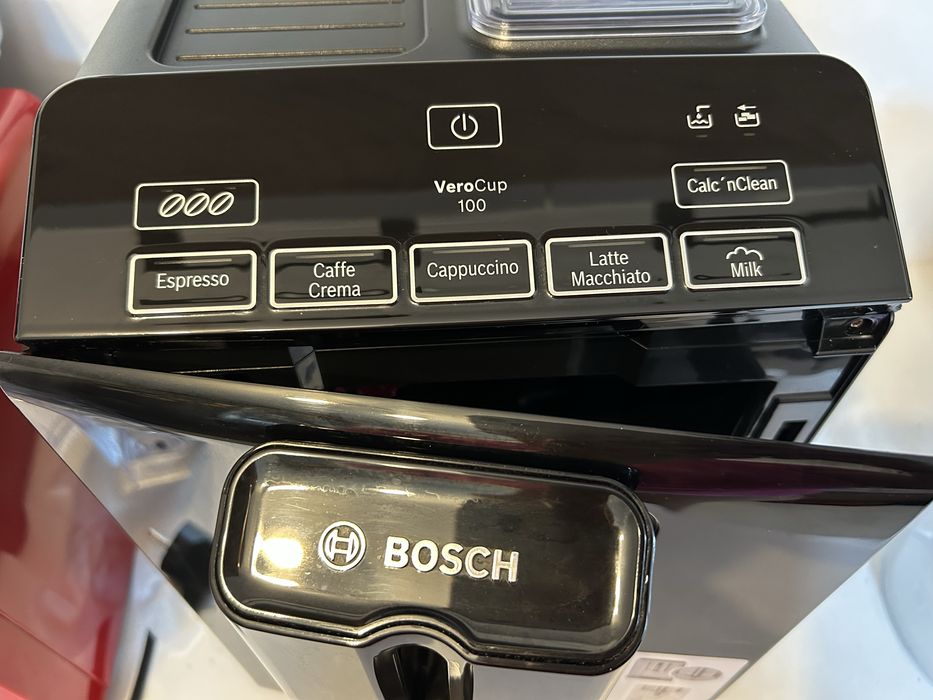 VeroCup
100
Calc´nClean
Espresso
Caffe
Crema
Cappuccino
Latte
Macchiato
Milk
BOSCH